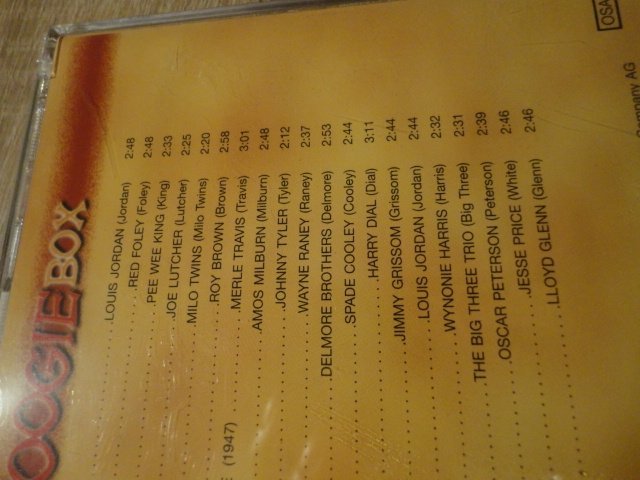 OOGIE BOX
LOUIS JORDAN (Jordan) 2:48
RED FOLEY (Foley) 2:48
PEE WEE KING (King) 2:33
JOE LUTCHER (Lutcher) 2:25
MILO TWINS (Milo Twins) 2:20
ROY BROWN (Brown) 2:58
E (1947) MERLE TRAVIS (Travis) 3:01
AMOS MILBURN (Milburn) 2:48
JOHNNY TYLER (Tyler) 2:12
WAYNE RANEY (Raney) 2:37
DELMORE BROTHERS (Delmore) 2:53
SPADE COOLEY (Cooley) 2:44
HARRY DIAL (Dial) 3:11
JIMMY GRISSOM (Grissom) 2:44
LOUIS JORDAN (Jordan) 2:44
WYNONIE HARRIS (Harris) 2:32
THE BIG THREE TRIO (Big Three) 2:31
OSCAR PETERSON (Peterson) 2:39
JESSE PRICE (White) 2:46
LLOYD GLENN (Glenn) 2:46
ompany AG
OSA